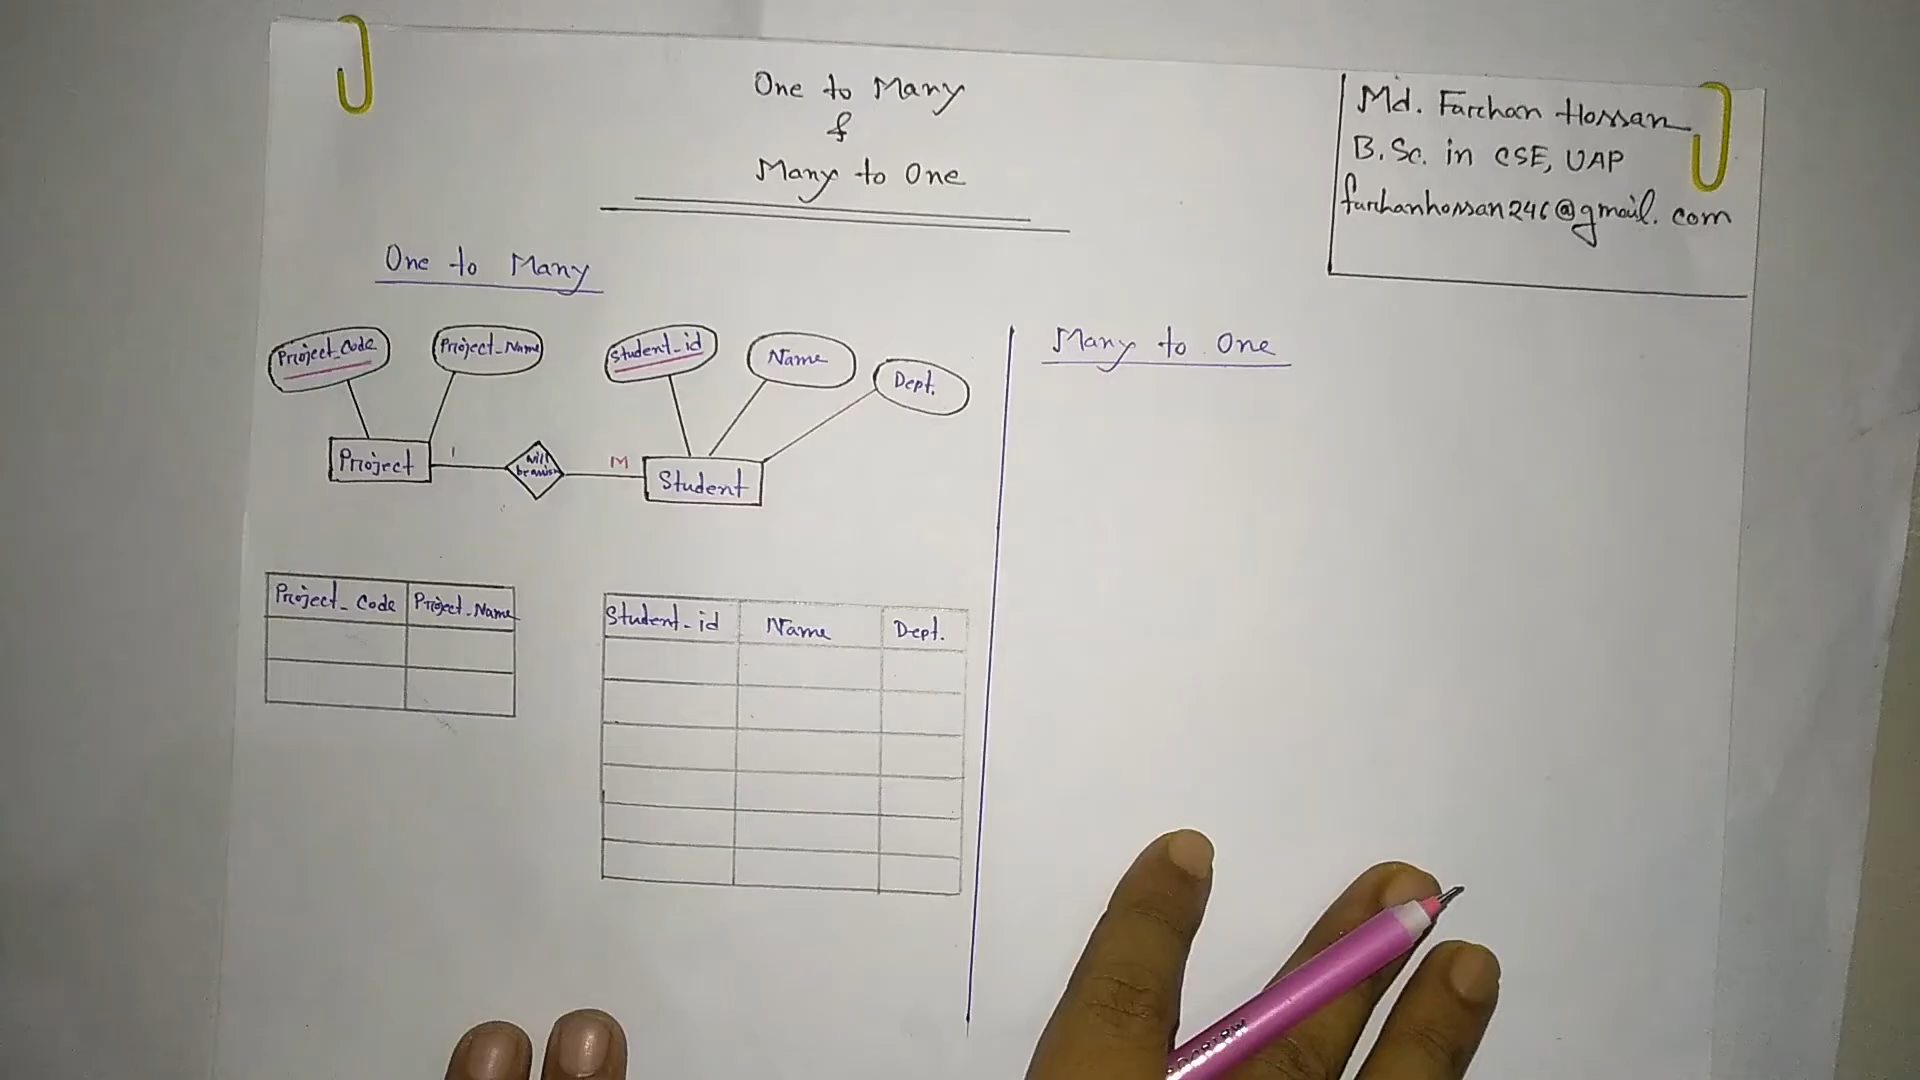 One to Many
&
Many to One
Md. Farhan Hossan
B.Sc. in CSE, UAP
farhanhossan246@gmail.com
One to Many
Project_Code
Project_Name
Student_id
Name
Dept.
Project
1
will
M
Student
Many to One
Project_Code
Project_Name
Student_id
Name
Dept.